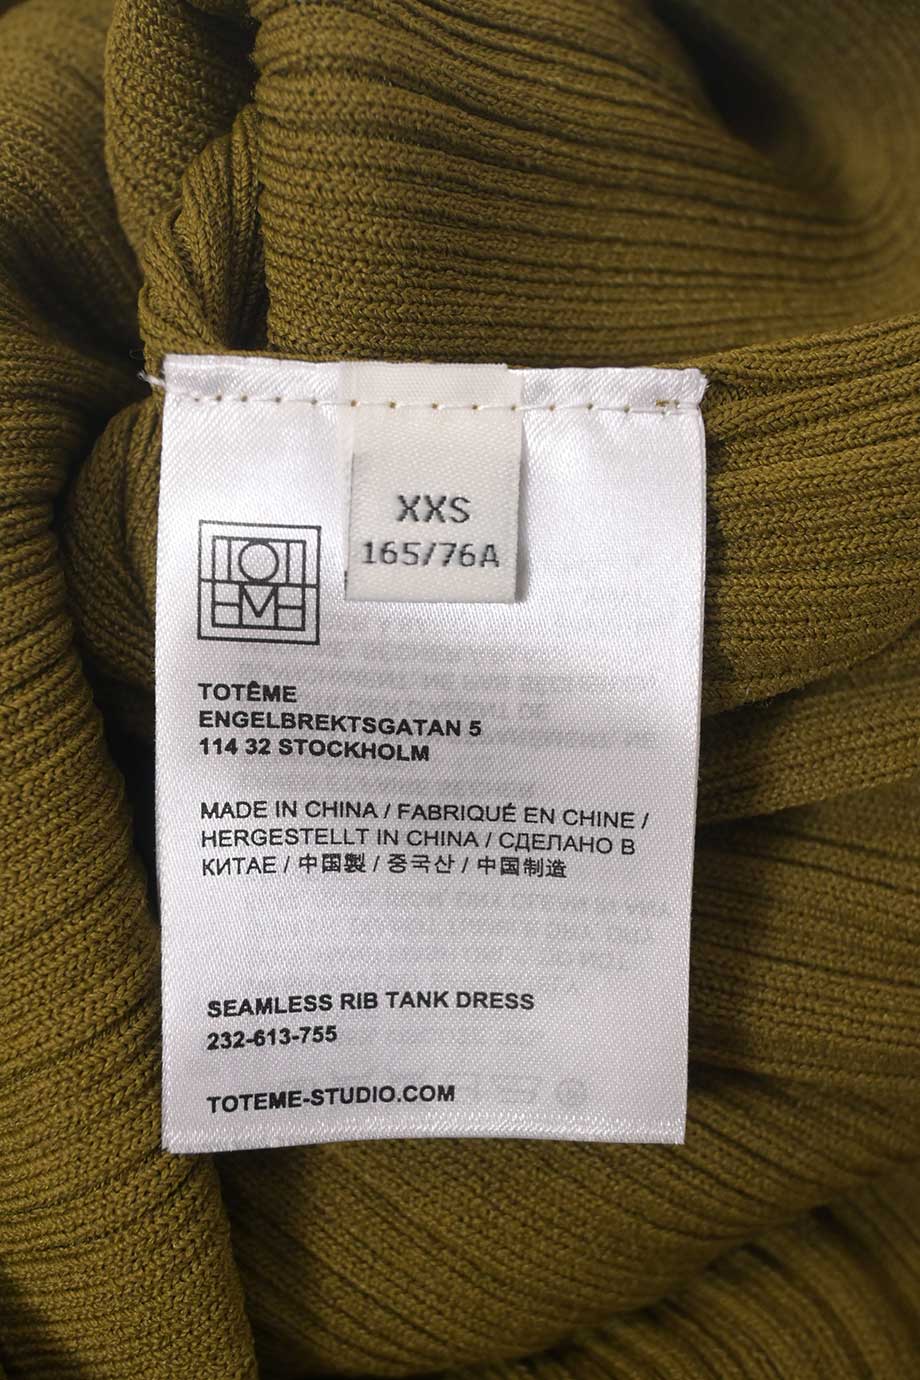 XXS
165/76A
TOTEME
TOTÊME
ENGELBREKTSGATAN 5
114 32 STOCKHOLM
MADE IN CHINA / FABRIQUÉ EN CHINE /
HERGESTELLT IN CHINA / СДЕЛАНО В
КИТАЕ / 中国製 / 중국산 / 中国制造
SEAMLESS RIB TANK DRESS
232-613-755
TOTEME-STUDIO.COM